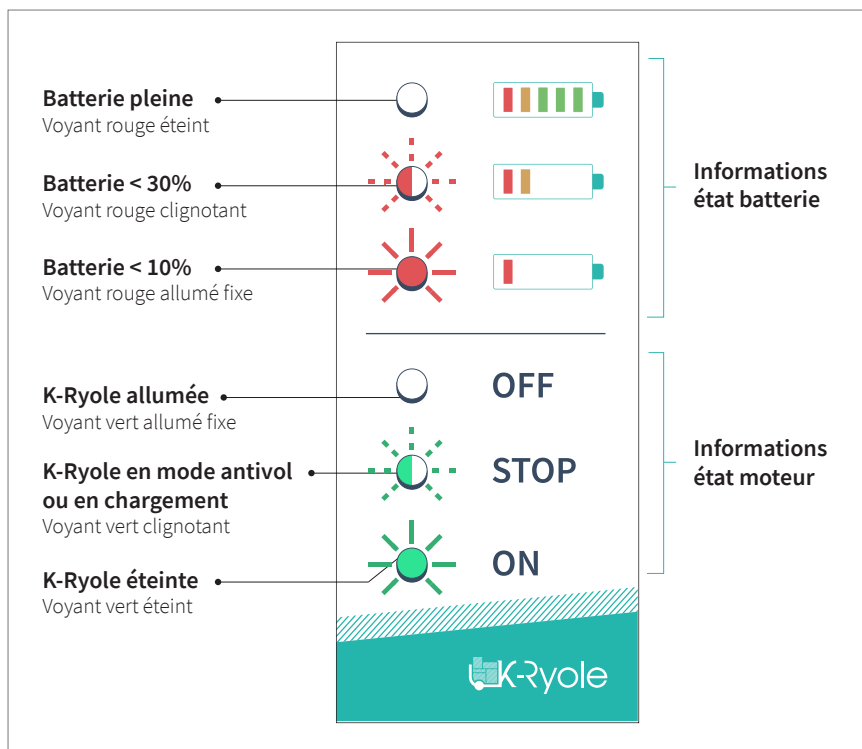 Batterie pleine
Voyant rouge éteint
Batterie < 30%
Voyant rouge clignotant
Batterie < 10%
Voyant rouge allumé fixe
Informations
état batterie
K-Ryole allumée
Voyant vert allumé fixe
OFF
K-Ryole en mode antivol
ou en chargement
Voyant vert clignotant
STOP
K-Ryole éteinte
Voyant vert éteint
ON
Informations
état moteur
K-Ryole